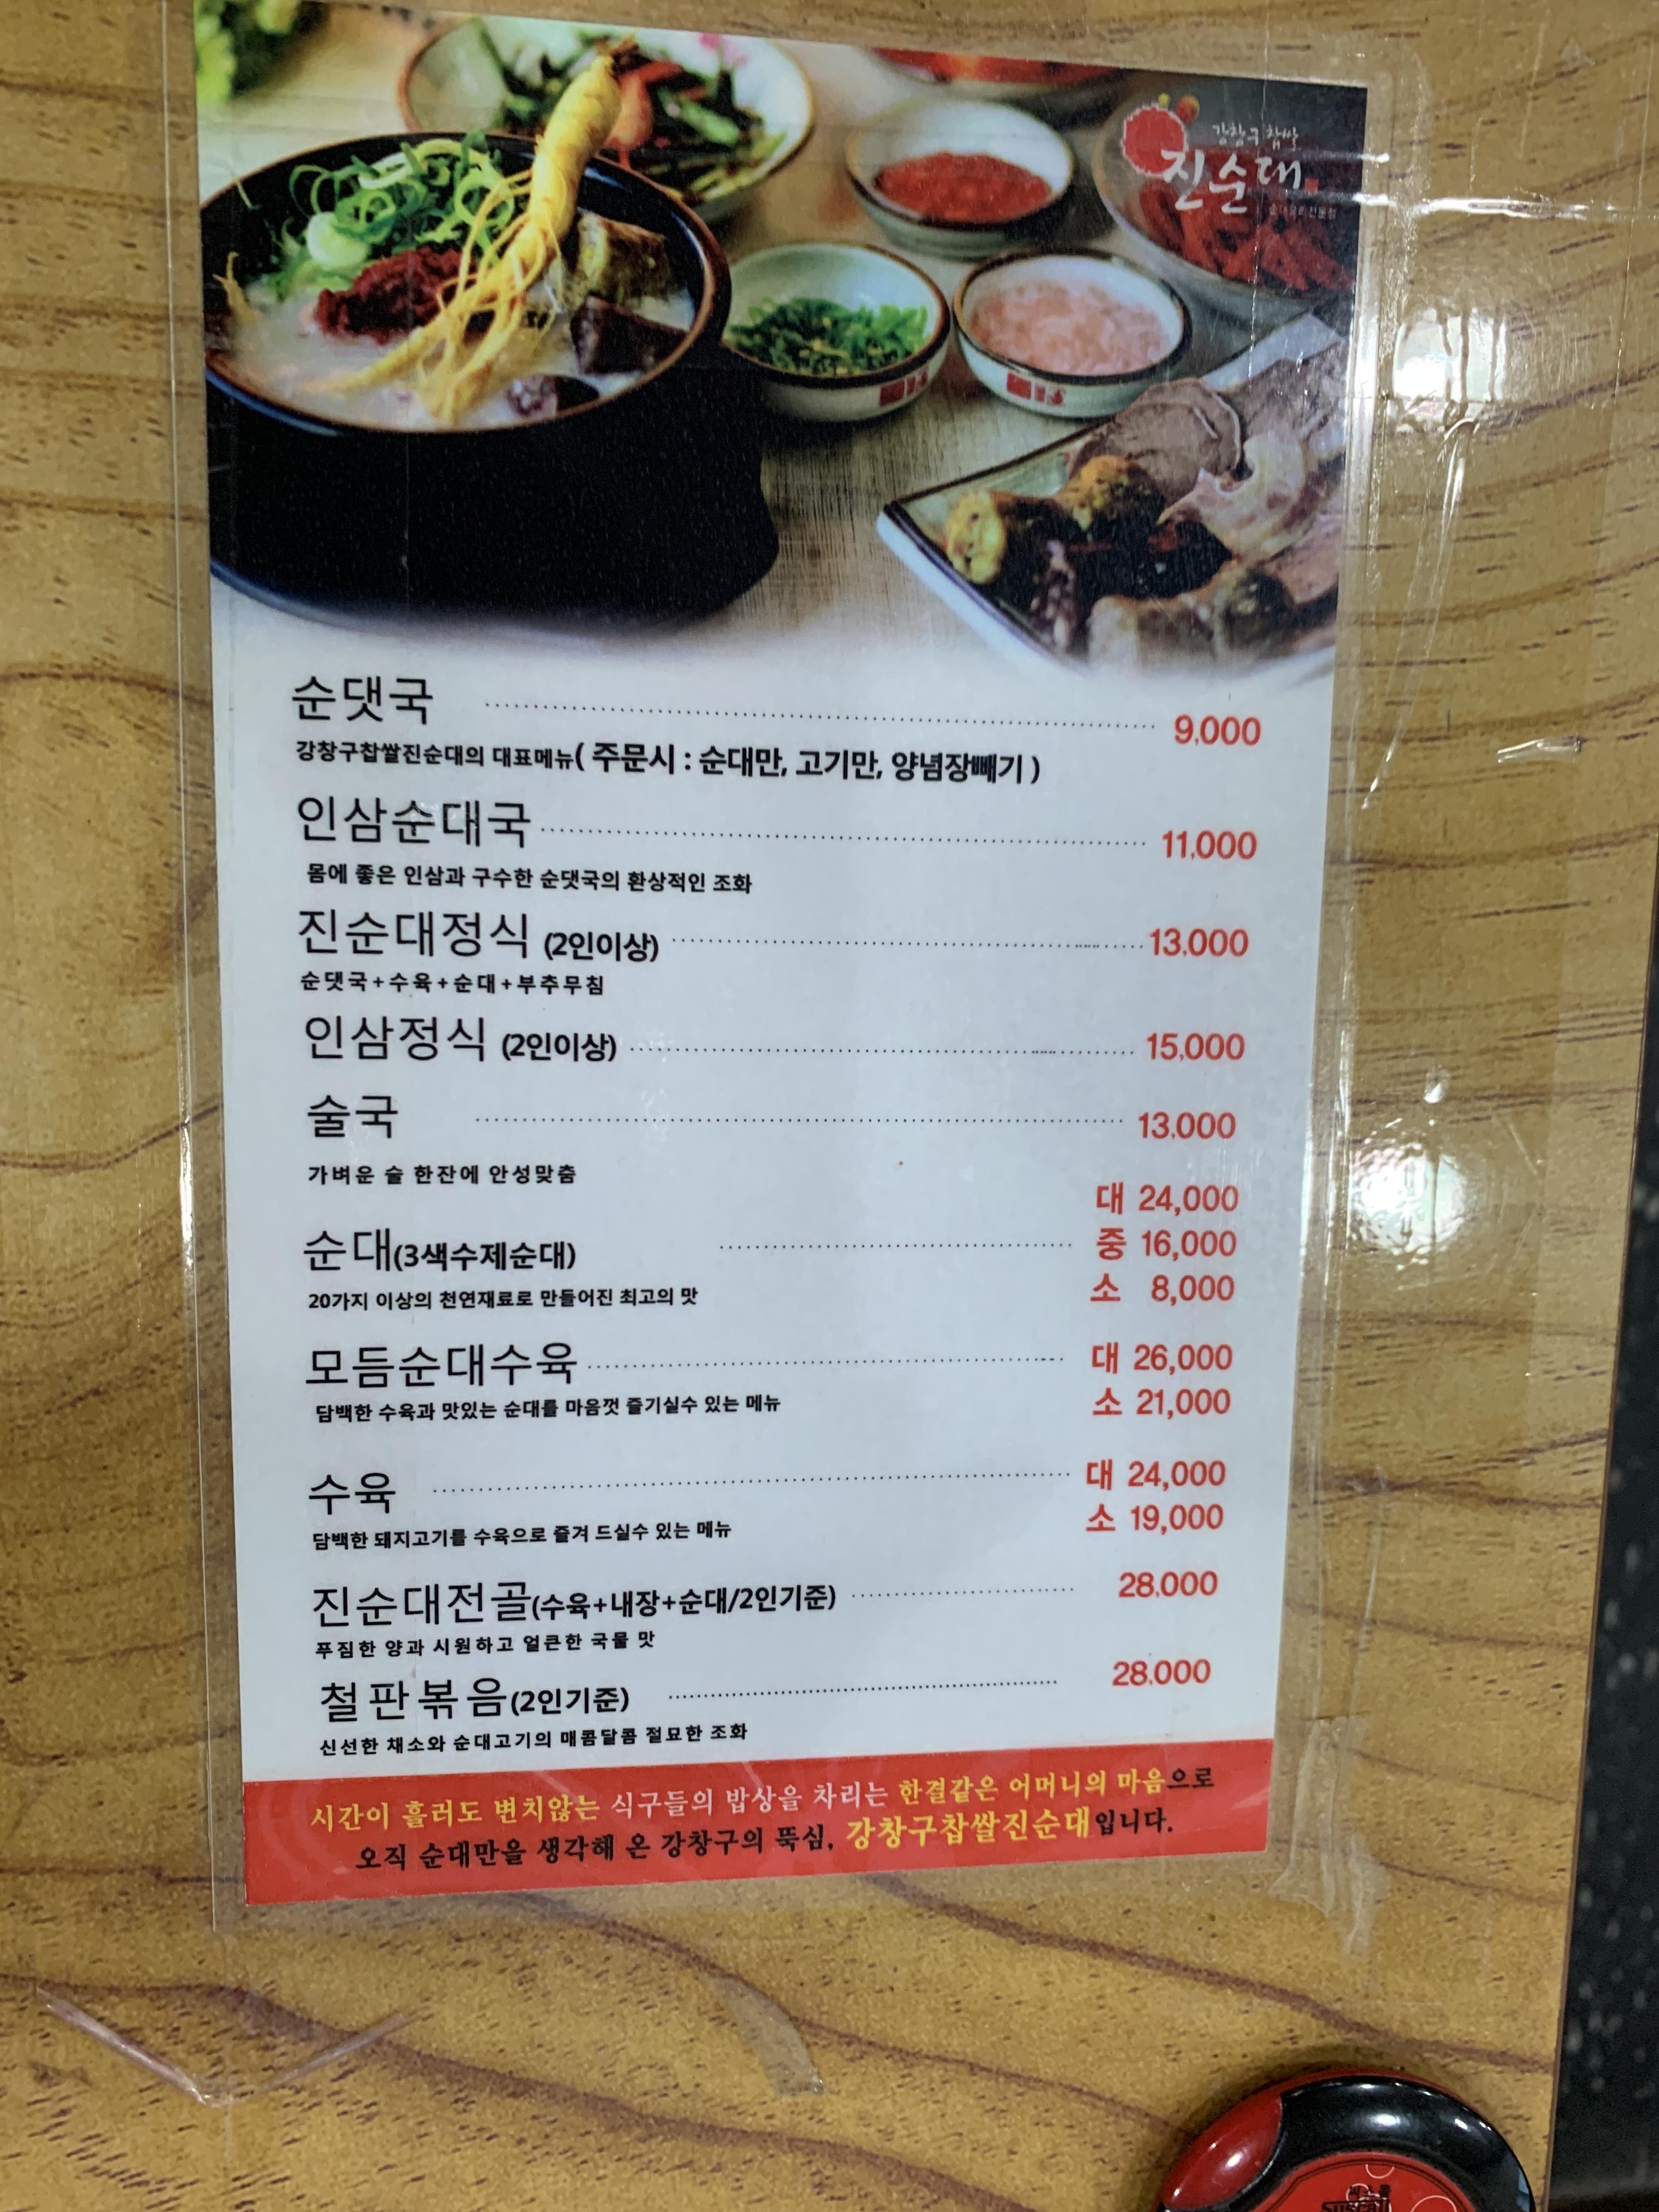 강창구찹쌀
진순대
순댓국 9,000
강창구찹쌀진순대의 대표메뉴( 주문시 : 순대만, 고기만, 양념장빼기 )
인삼순대국 11,000
몸에 좋은 인삼과 구수한 순댓국의 환상적인 조화
진순대정식 (2인이상) 13,000
순댓국+수육+순대+부추무침
인삼정식 (2인이상) 15,000
술국 13,000
가벼운 술 한잔에 안성맞춤
대 24,000
순대(3색수제순대) 중 16,000
소 8,000
20가지 이상의 천연재료로 만들어진 최고의 맛
모듬순대수육 대 26,000
소 21,000
담백한 수육과 맛있는 순대를 마음껏 즐기실수 있는 메뉴
수육 대 24,000
소 19,000
담백한 돼지고기를 수육으로 즐겨 드실수 있는 메뉴
진순대전골(수육+내장+순대/2인기준) 28,000
푸짐한 양과 시원하고 얼큰한 국물 맛
철판볶음(2인기준) 28,000
신선한 채소와 순대고기의 매콤달콤 절묘한 조화
시간이 흘러도 변치않는 식구들의 밥상을 차리는 한결같은 어머니의 마음으로
오직 순대만을 생각해 온 강창구의 뚝심, 강창구찹쌀진순대입니다.